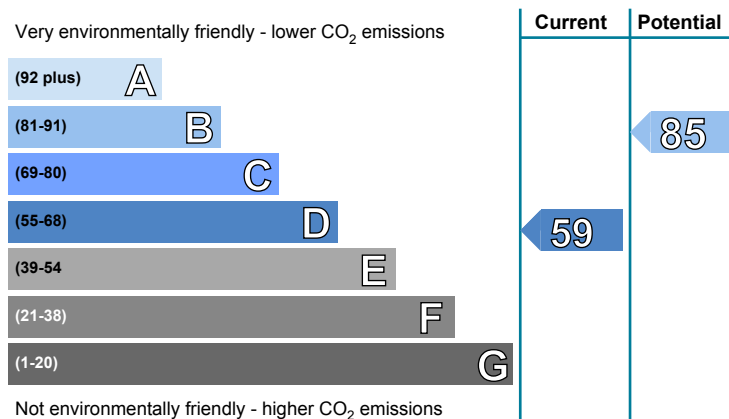 Very environmentally friendly - lower CO₂ emissions
Current
Potential
(92 plus) A
(81-91) B
85
(69-80) C
(55-68) D
59
(39-54 E
(21-38) F
(1-20) G
Not environmentally friendly - higher CO₂ emissions